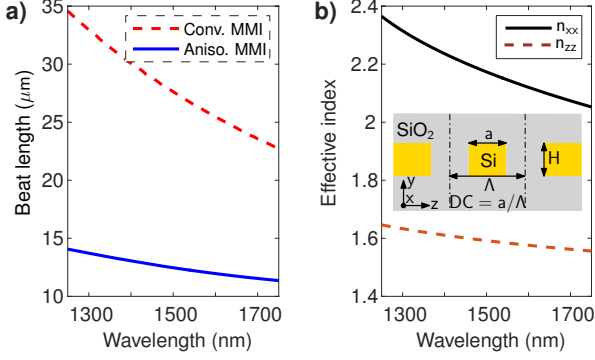 a)
Beat length (μm)
35
30
25
20
15
10
Conv. MMI
Aniso. MMI
1300
1500
1700
Wavelength (nm)
b)
Effective index
2.4
2.2
2
1.8
1.6
1.4
n_xx
n_zz
SiO₂
a
Si
H
Λ
y
x
z
DC = a/Λ
1300
1500
1700
Wavelength (nm)